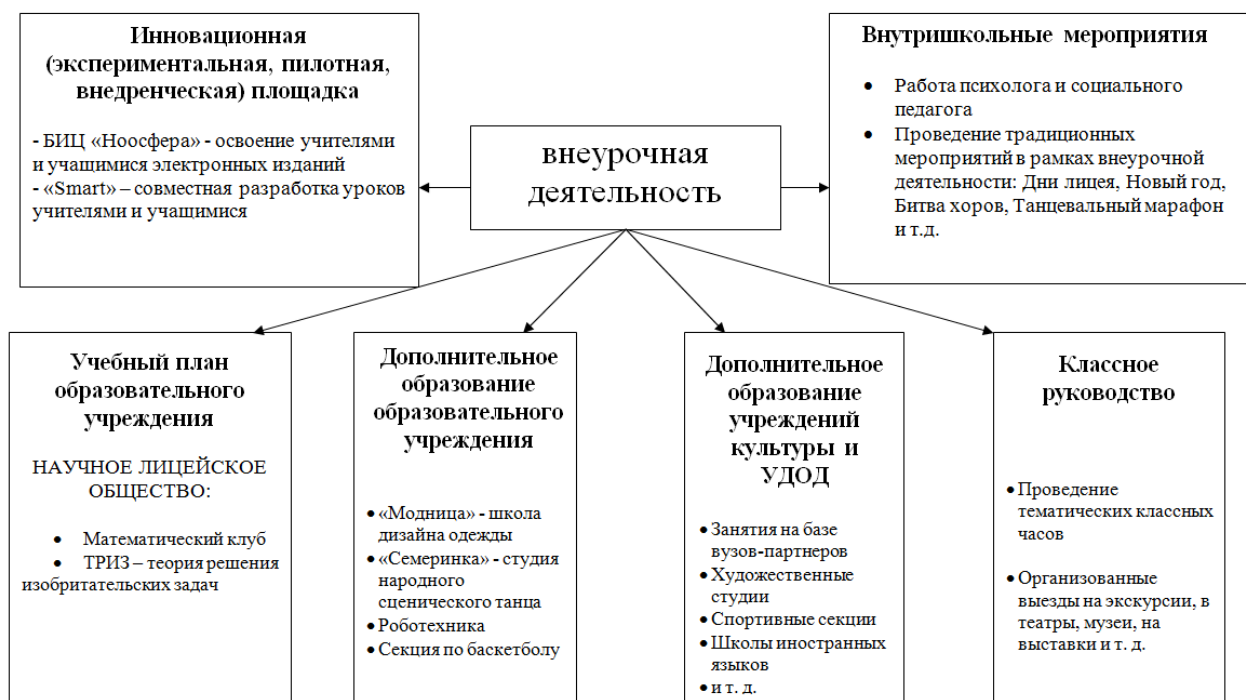 Инновационная
(экспериментальная, пилотная,
внедренческая) площадка
- БИЦ «Ноосфера» - освоение учителями
и учащимися электронных изданий
- «Smart» – совместная разработка уроков
учителями и учащимися
внеурочная
деятельность
Внутришкольные мероприятия
• Работа психолога и социального
педагога
• Проведение традиционных
мероприятий в рамках внеурочной
деятельности: Дни лицея, Новый год,
Битва хоров, Танцевальный марафон
и т.д.
Учебный план
образовательного
учреждения
НАУЧНОЕ ЛИЦЕЙСКОЕ
ОБЩЕСТВО:
• Математический клуб
• ТРИЗ – теория решения
изобритательских задач
Дополнительное
образование
образовательного
учреждения
• «Модница» - школа
дизайна одежды
• «Семеринка» - студия
народного
сценического танца
• Роботехника
• Секция по баскетболу
Дополнительное
образование
учреждений
культуры и
УДОД
• Занятия на базе
вузов-партнеров
• Художественные
студии
• Спортивные секции
• Школы иностранных
языков
• и т. д.
Классное
руководство
• Проведение
тематических классных
часов
• Организованные
выезды на экскурсии, в
театры, музеи, на
выставки и т. д.